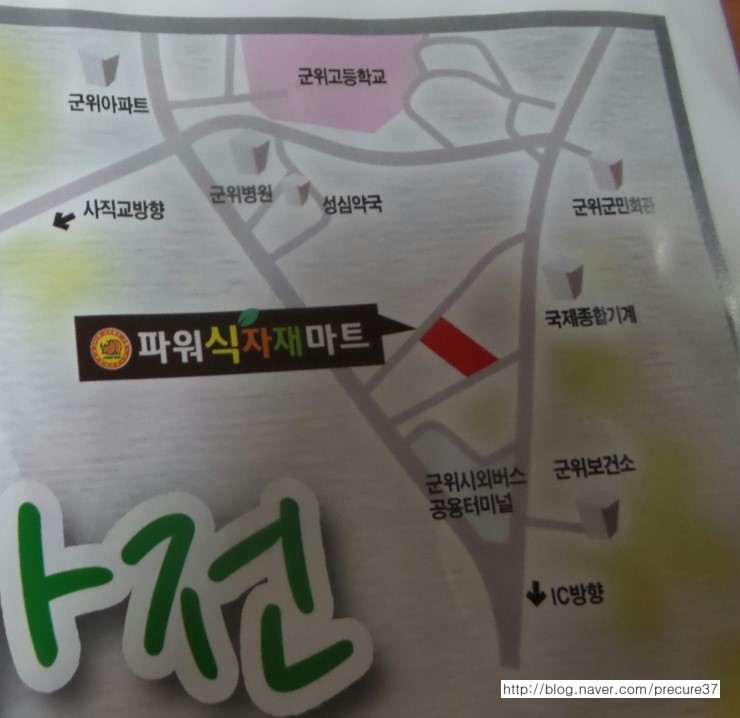 군위고등학교
군위아파트
군위병원
성심약국
군위군민회관
사직교방향
국제종합기계
파워식자재마트
군위시외버스
공용터미널
군위보건소
IC방향
전
http://blog.naver.com/precure37